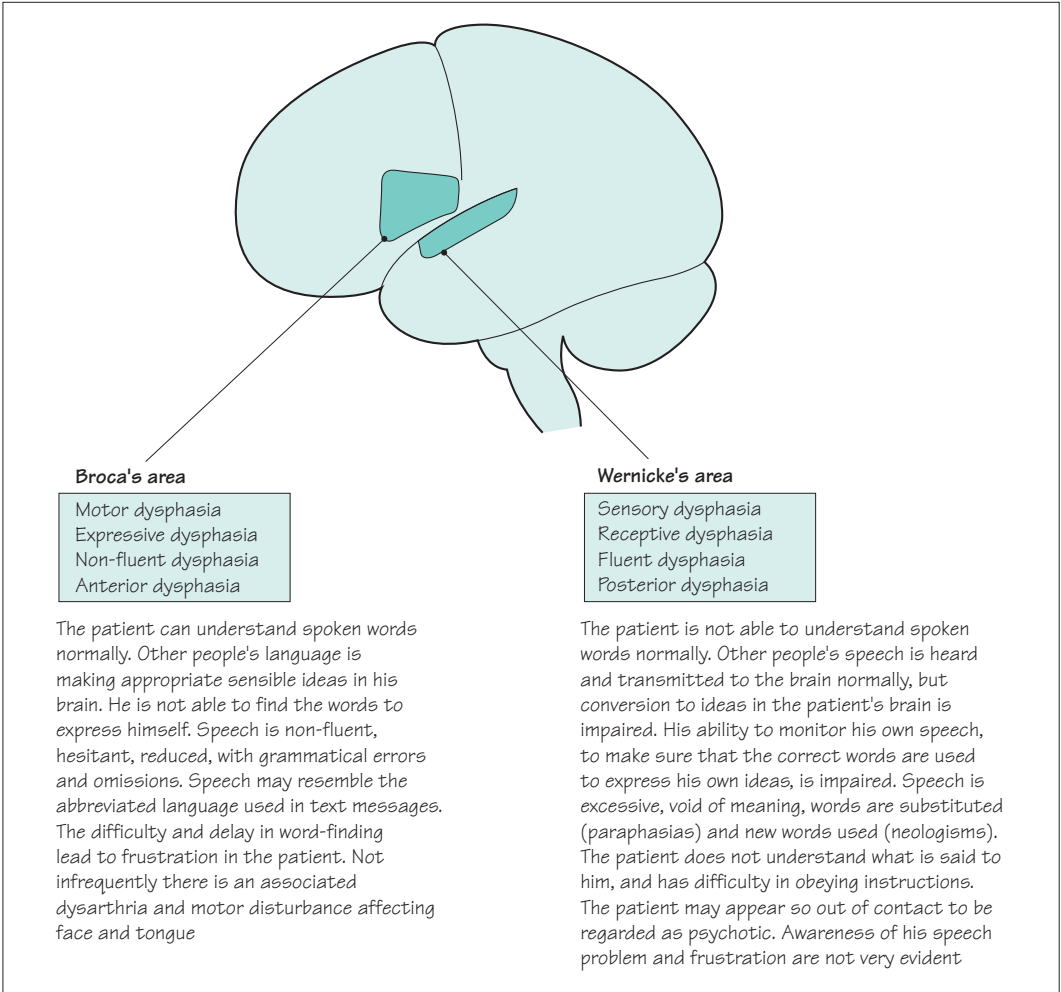 Broca's area
Motor dysphasia
Expressive dysphasia
Non-fluent dysphasia
Anterior dysphasia
The patient can understand spoken words
normally. Other people's language is
making appropriate sensible ideas in his
brain. He is not able to find the words to
express himself. Speech is non-fluent,
hesitant, reduced, with grammatical errors
and omissions. Speech may resemble the
abbreviated language used in text messages.
The difficulty and delay in word-finding
lead to frustration in the patient. Not
infrequently there is an associated
dysarthria and motor disturbance affecting
face and tongue
Wernicke's area
Sensory dysphasia
Receptive dysphasia
Fluent dysphasia
Posterior dysphasia
The patient is not able to understand spoken
words normally. Other people's speech is heard
and transmitted to the brain normally, but
conversion to ideas in the patient's brain is
impaired. His ability to monitor his own speech,
to make sure that the correct words are used
to express his own ideas, is impaired. Speech is
excessive, void of meaning, words are substituted
(paraphasias) and new words used (neologisms).
The patient does not understand what is said to
him, and has difficulty in obeying instructions.
The patient may appear so out of contact to be
regarded as psychotic. Awareness of his speech
problem and frustration are not very evident